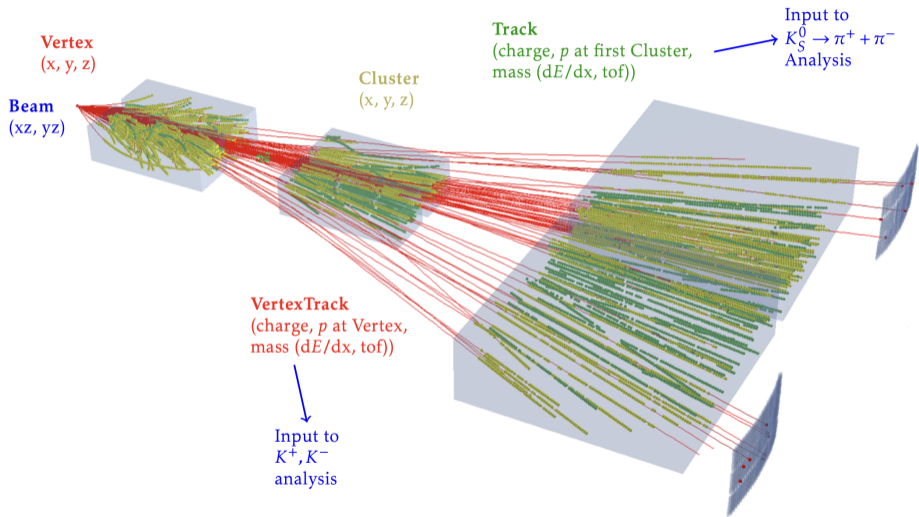 Vertex
(x, y, z)
Beam
(xz, yz)
Cluster
(x, y, z)
Track
(charge, p at first Cluster,
mass (dE/dx, tof))
Input to
K⁰_S → π⁺ + π⁻
Analysis
VertexTrack
(charge, p at Vertex,
mass (dE/dx, tof))
Input to
K⁺, K⁻
analysis